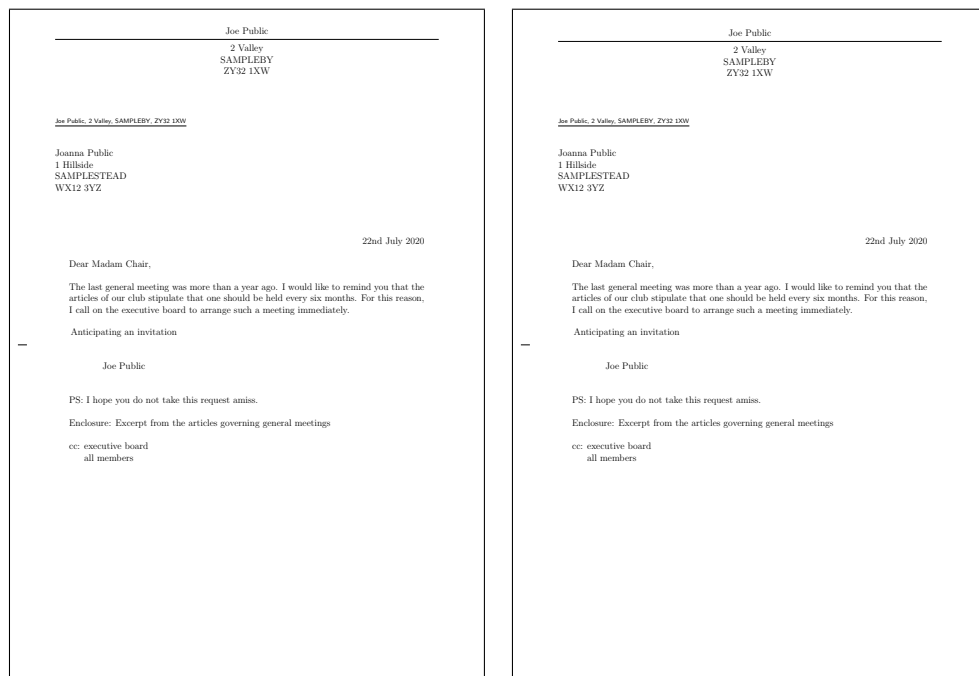 Joe Public
2 Valley
SAMPLEBY
ZY32 1XW
Joe Public, 2 Valley, SAMPLEBY, ZY32 1XW
Joanna Public
1 Hillside
SAMPLESTEAD
WX12 3YZ
22nd July 2020
Dear Madam Chair,
The last general meeting was more than a year ago. I would like to remind you that the
articles of our club stipulate that one should be held every six months. For this reason,
I call on the executive board to arrange such a meeting immediately.
Anticipating an invitation
Joe Public
PS: I hope you do not take this request amiss.
Enclosure: Excerpt from the articles governing general meetings
cc: executive board
all members
Joe Public
2 Valley
SAMPLEBY
ZY32 1XW
Joe Public, 2 Valley, SAMPLEBY, ZY32 1XW
Joanna Public
1 Hillside
SAMPLESTEAD
WX12 3YZ
22nd July 2020
Dear Madam Chair,
The last general meeting was more than a year ago. I would like to remind you that the
articles of our club stipulate that one should be held every six months. For this reason,
I call on the executive board to arrange such a meeting immediately.
Anticipating an invitation
Joe Public
PS: I hope you do not take this request amiss.
Enclosure: Excerpt from the articles governing general meetings
cc: executive board
all members